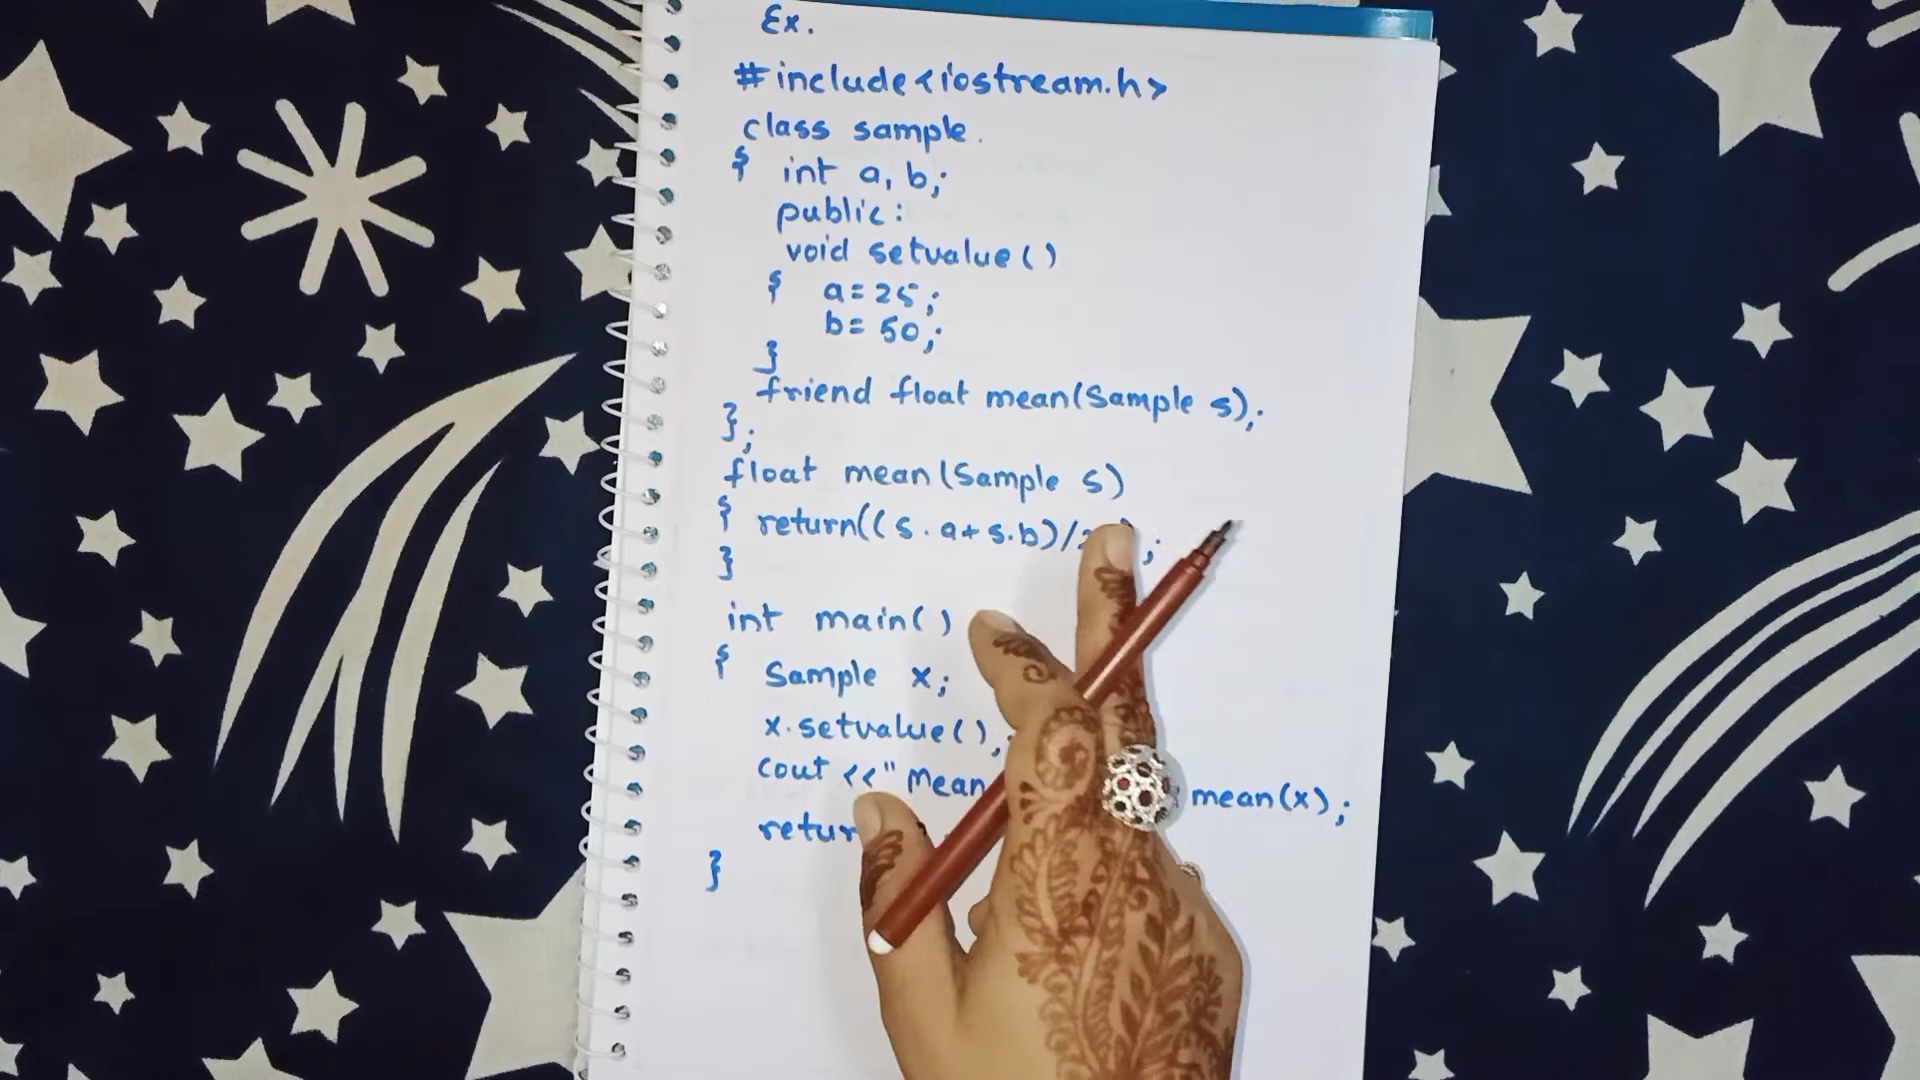 Ex.
#include<iostream.h>
class sample
{ int a, b;
public:
void setvalue()
{ a=25;
b=50;
}
friend float mean(Sample s);
};
float mean(Sample s)
{ return((s.a+s.b)/ ;
}
int main()
{ Sample x;
x.setvalue();
cout <<"Mean mean(x);
}